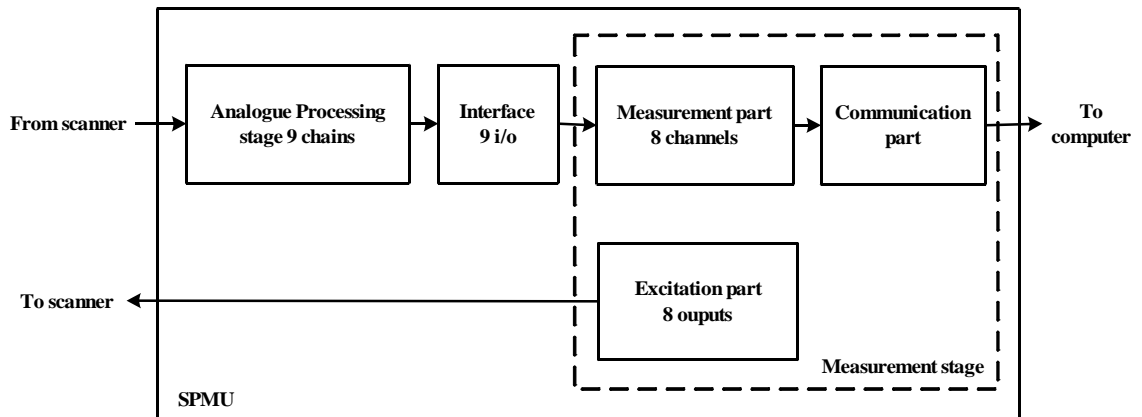 From scanner
Analogue Processing
stage 9 chains
Interface
9 i/o
Measurement part
8 channels
Communication
part
To
computer
To scanner
Excitation part
8 ouputs
Measurement stage
SPMU